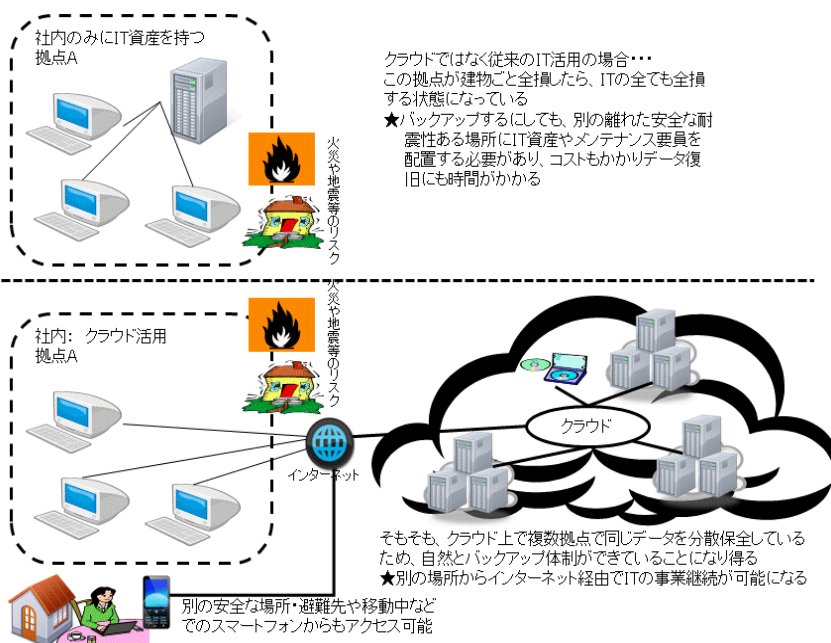 社内のみにIT資産を持つ
拠点A
火災や地震等のリスク
クラウドではなく従来のIT活用の場合・・・
この拠点が建物ごと全損したら、ITの全ても全損
する状態になっている
★バックアップするにしても、別の離れた安全な耐
震性ある場所にIT資産やメンテナンス要員を
配置する必要があり、コストもかかりデータ復
旧にも時間がかかる
社内: クラウド活用
拠点A
火災や地震等のリスク
インターネット
クラウド
そもそも、クラウド上で複数拠点で同じデータを分散保全している
ため、自然とバックアップ体制ができていることになり得る
★別の場所からインターネット経由でITの事業継続が可能になる
別の安全な場所・避難先や移動中など
でのスマートフォンからもアクセス可能